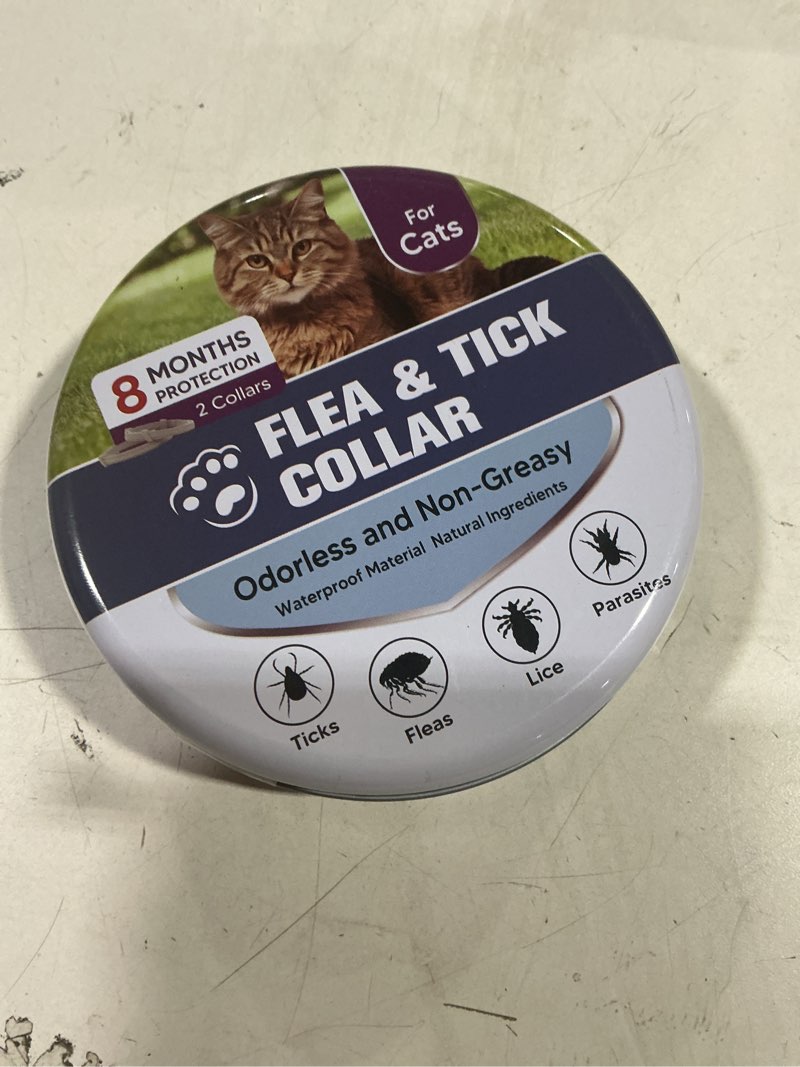 For
Cats
8 MONTHS
PROTECTION
2 Collars
FLEA & TICK
COLLAR
Odorless and Non-Greasy
Waterproof Material Natural Ingredients
Ticks
Fleas
Lice
Parasites